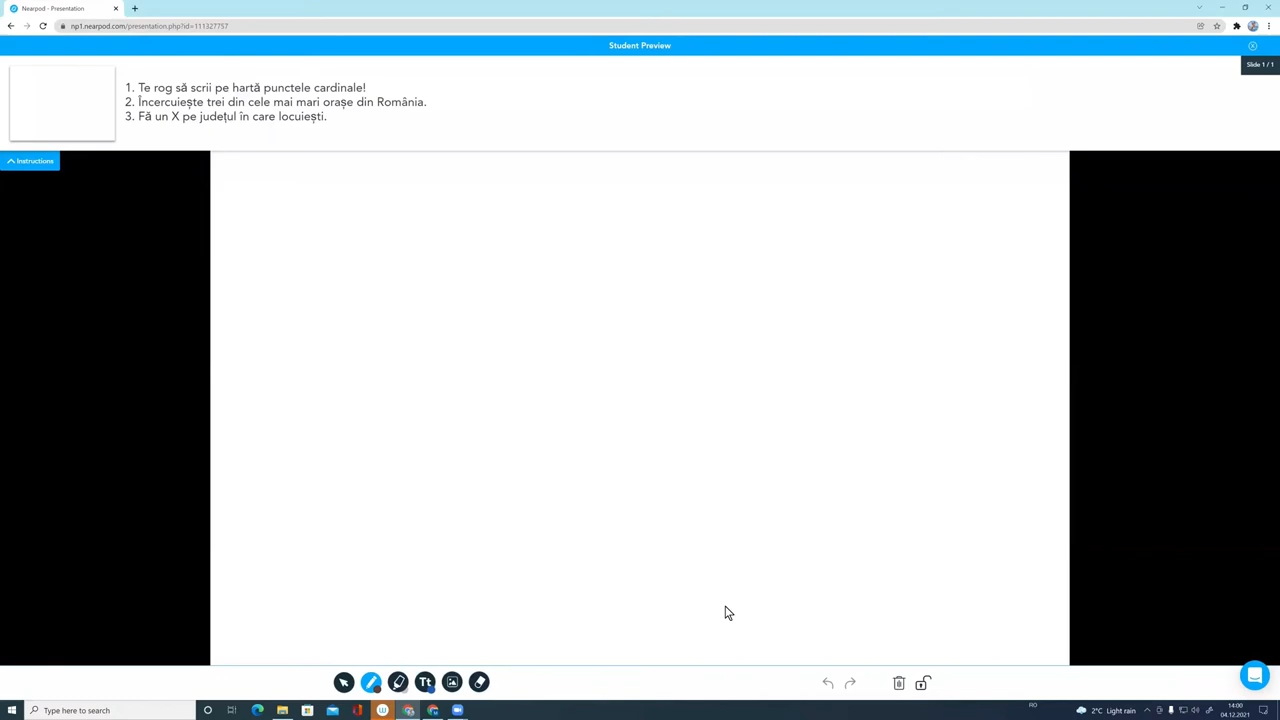 Nearpod - Presentation
np1.nearpod.com/presentation.php?id=111327757
Student Preview
Slide 1 / 1
1. Te rog să scrii pe hartă punctele cardinale!
2. Încercuiește trei din cele mai mari orașe din România.
3. Fă un X pe județul în care locuiești.
Instructions
Tt
Type here to search
W
RO
2°C Light rain
14:00
04.12.2021